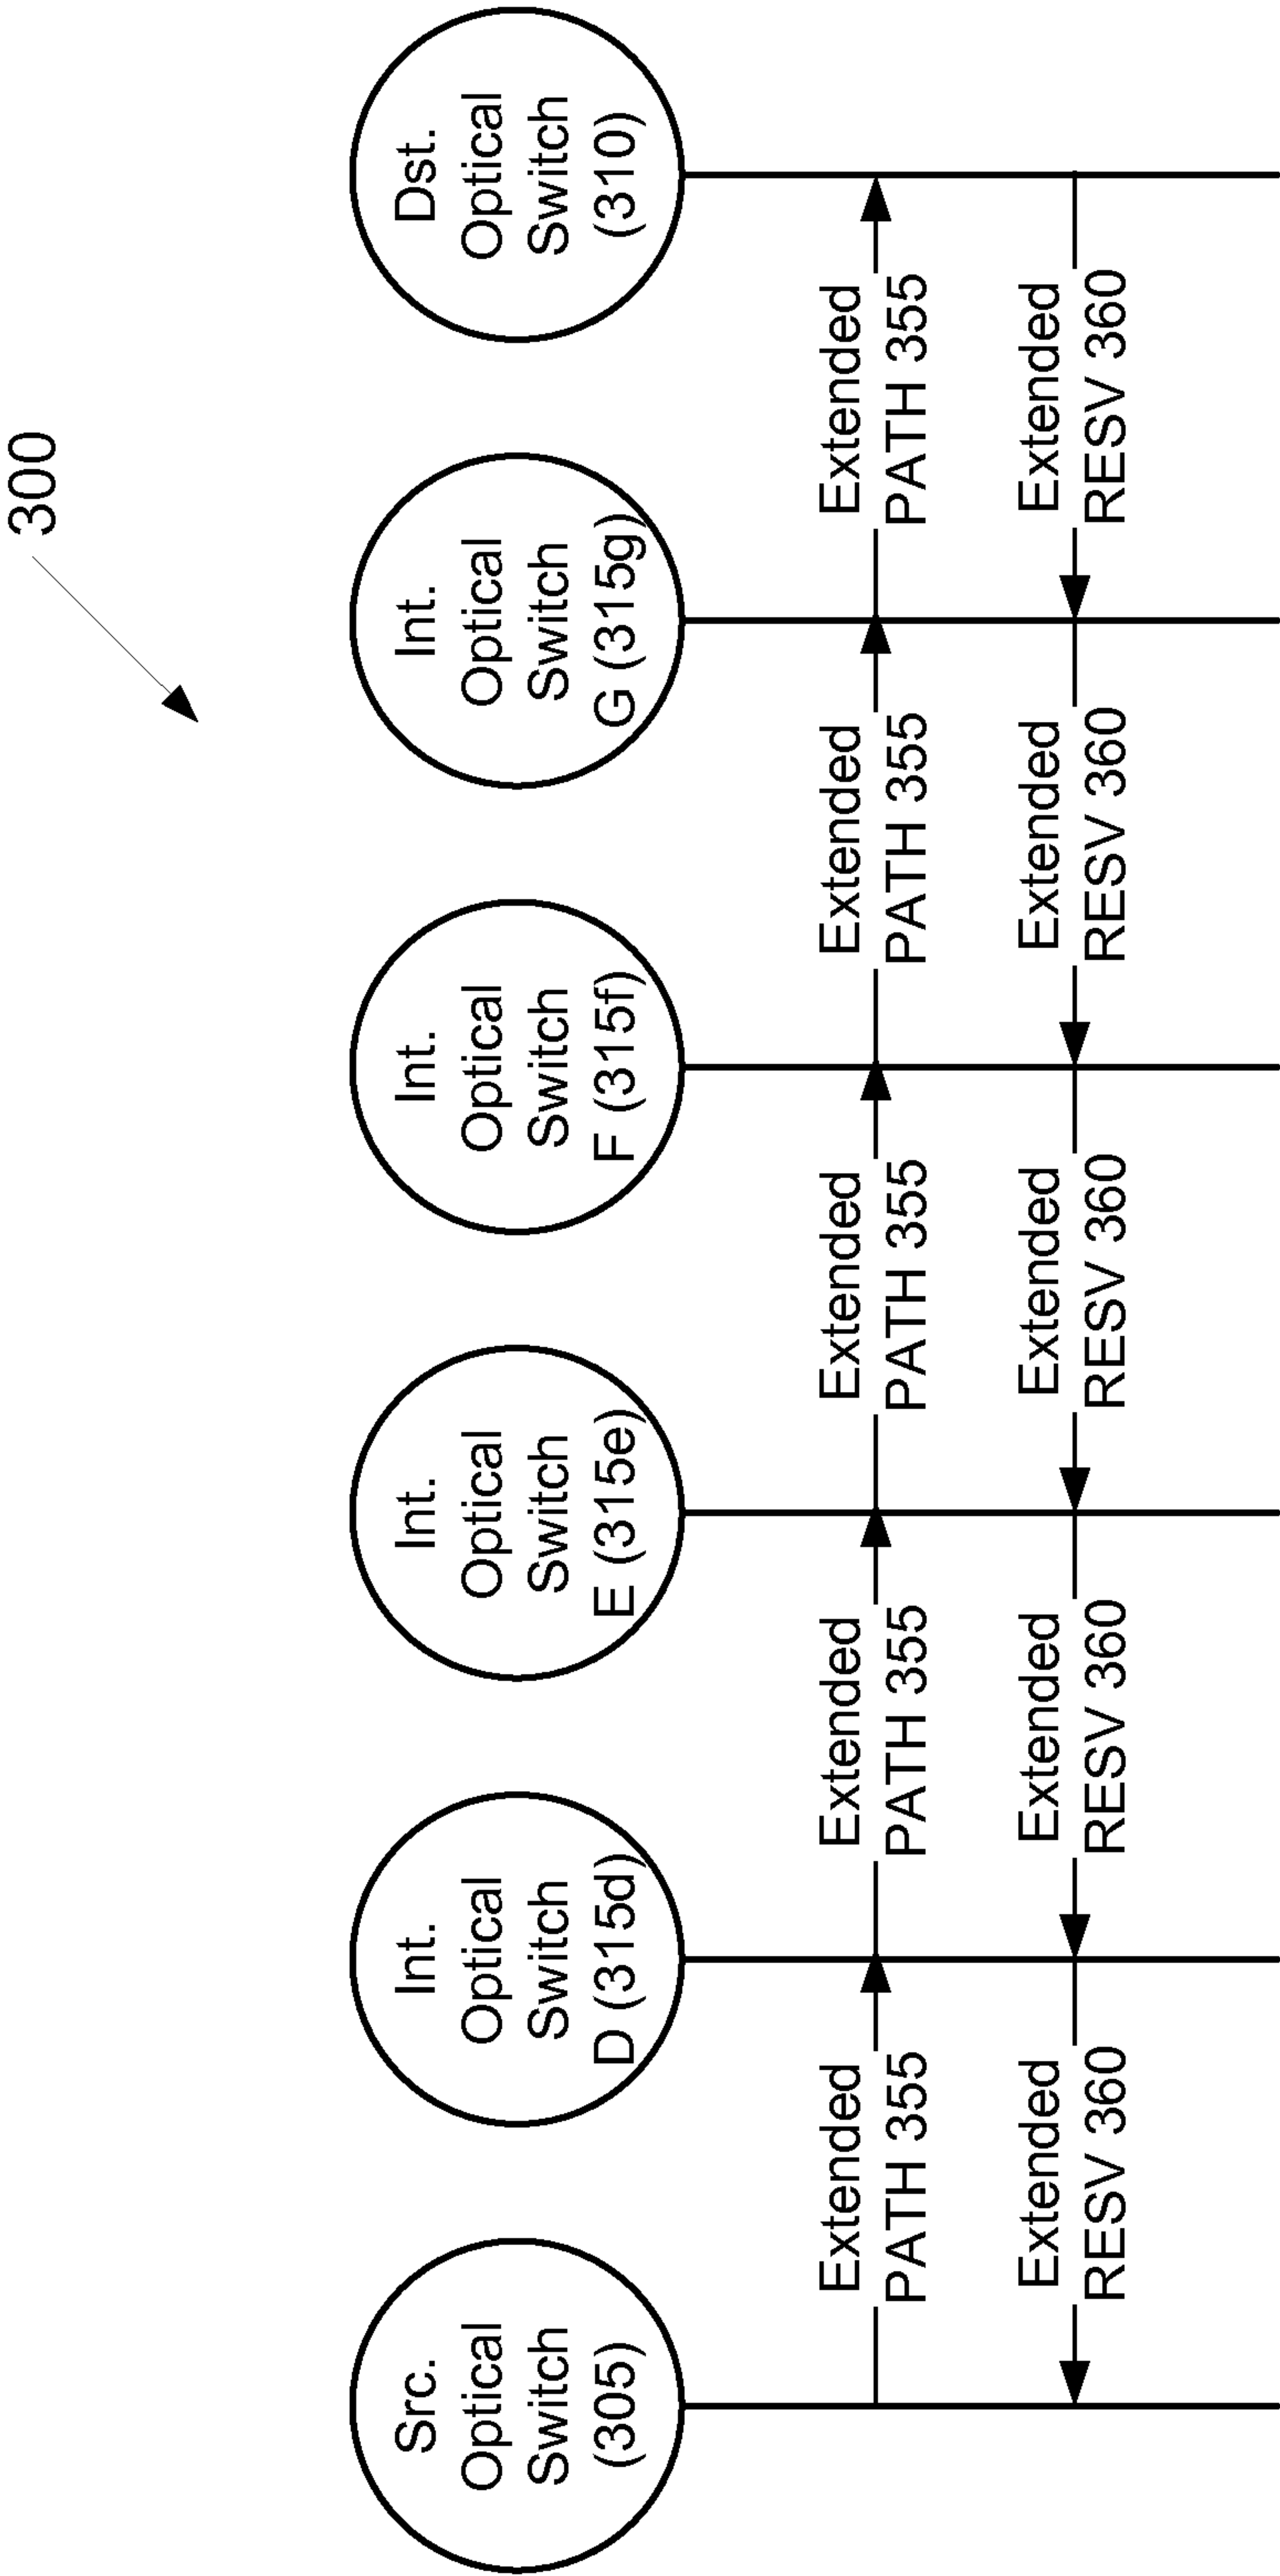 300
Src.
Optical
Switch
(305)
Int.
Optical
Switch
D (315d)
Int.
Optical
Switch
E (315e)
Int.
Optical
Switch
F (315f)
Int.
Optical
Switch
G (315g)
Dst.
Optical
Switch
(310)
Extended
PATH 355
Extended
PATH 355
Extended
PATH 355
Extended
PATH 355
Extended
PATH 355
Extended
RESV 360
Extended
RESV 360
Extended
RESV 360
Extended
RESV 360
Extended
RESV 360